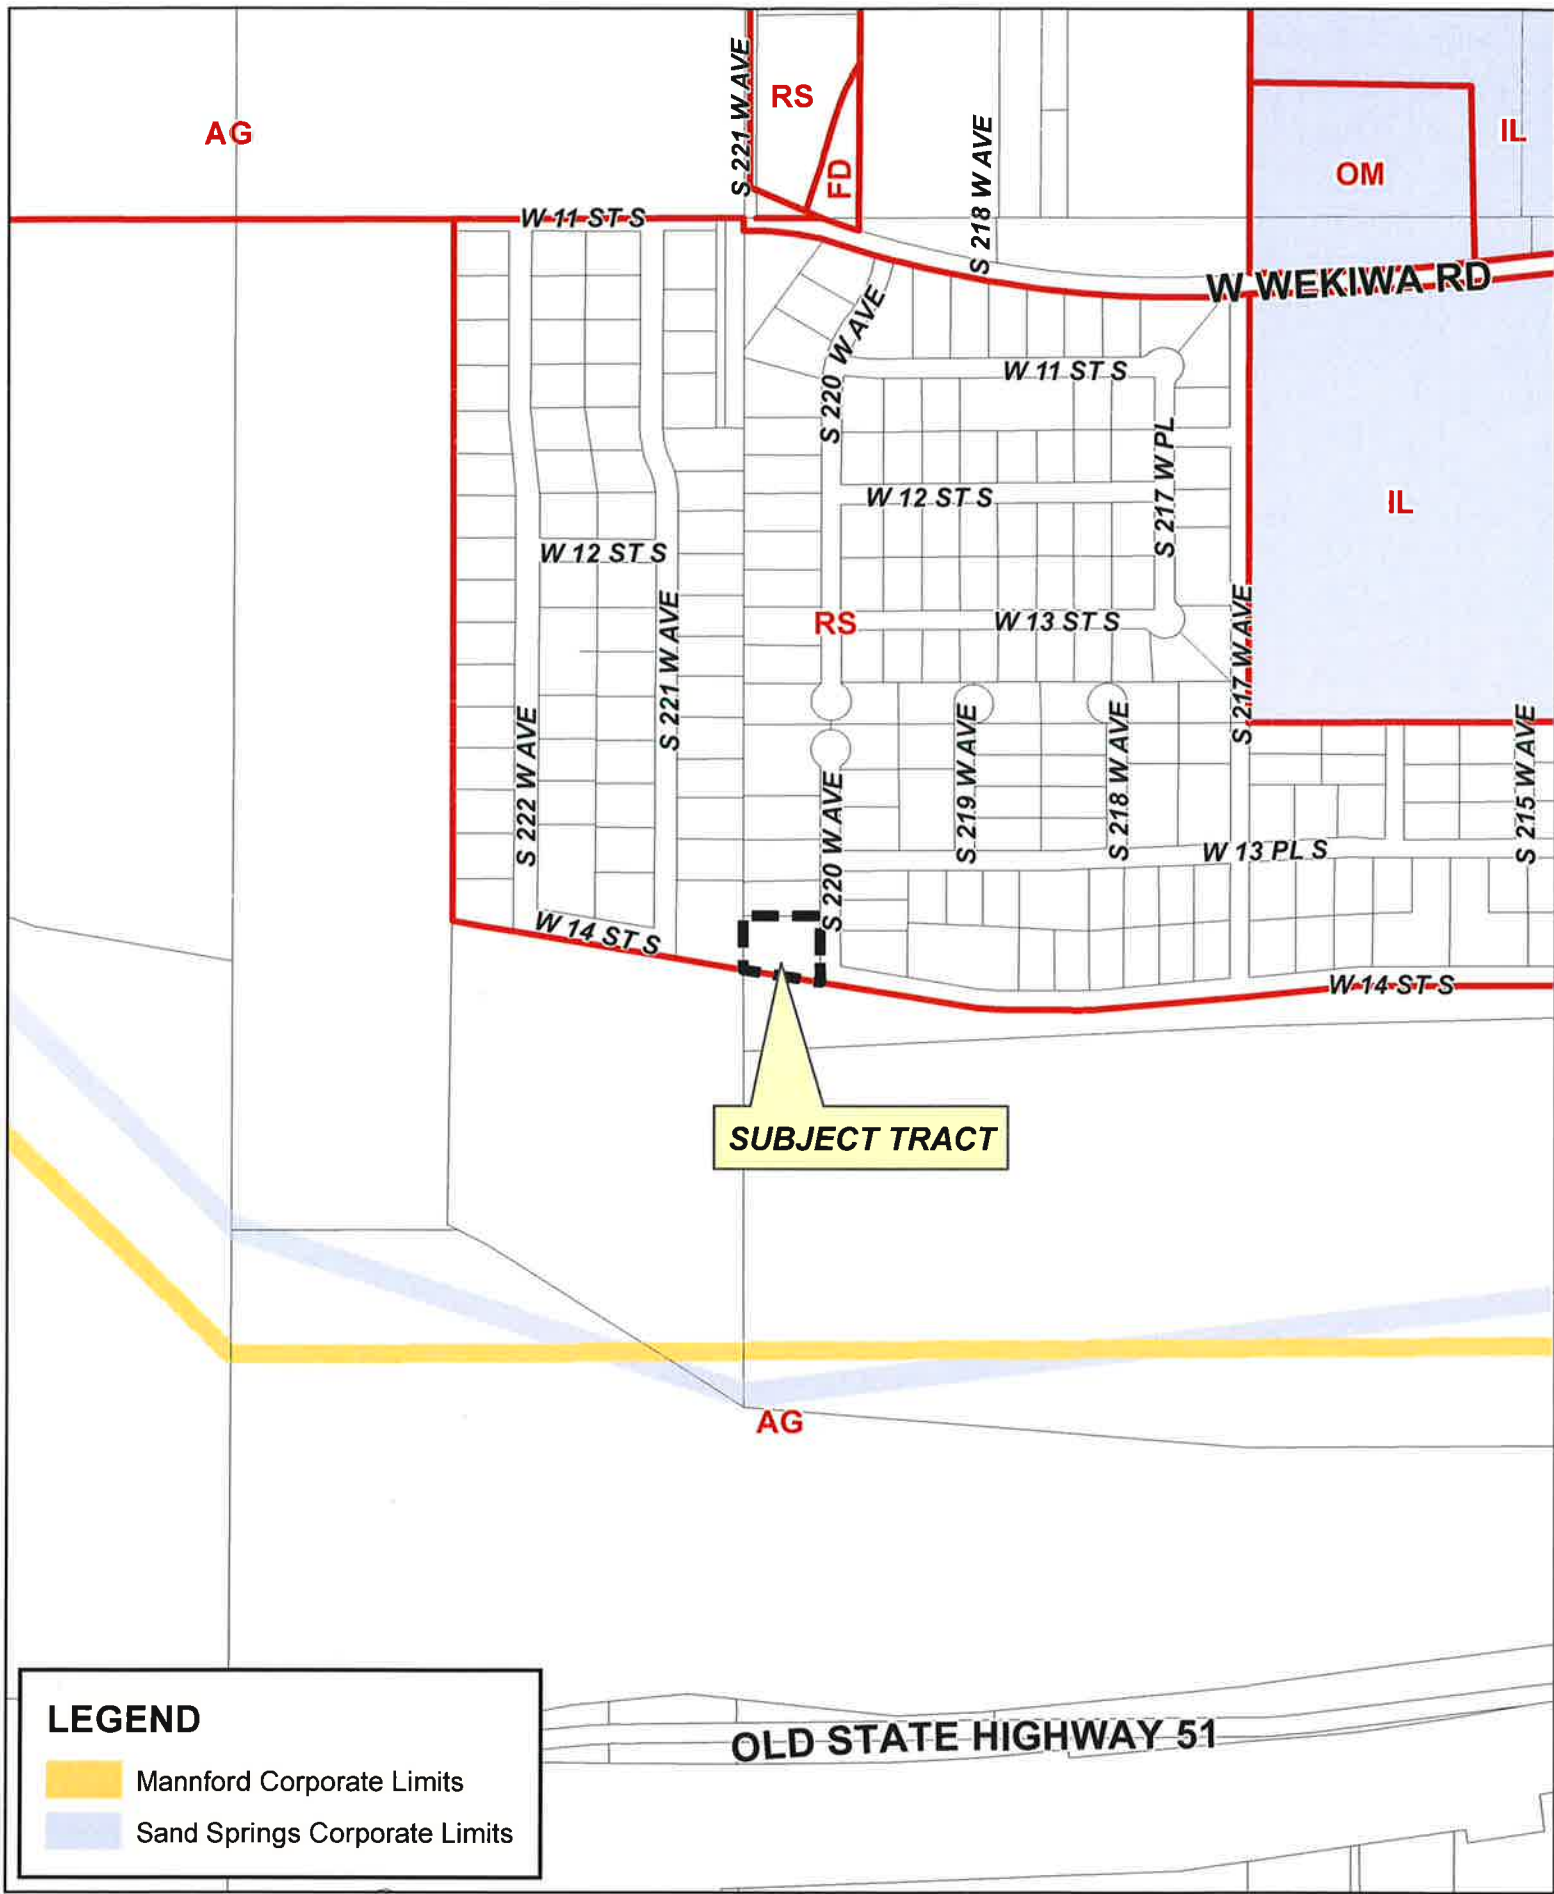 S 221 W AVE
RS
FD
S 218 W AVE
AG
IL
OM
W 11 ST S
W WEKIWA RD
S 220 W AVE
W 11 ST S
S 217 W PL
W 12 ST S
IL
W 12 ST S
S 221 W AVE
RS
W 13 ST S
S 217 W AVE
S 222 W AVE
S 220 W AVE
S 219 W AVE
S 218 W AVE
S 215 W AVE
W 13 PL S
W 14 ST S
W 14 ST S
SUBJECT TRACT
AG
OLD STATE HIGHWAY 51
LEGEND
Mannford Corporate Limits
Sand Springs Corporate Limits